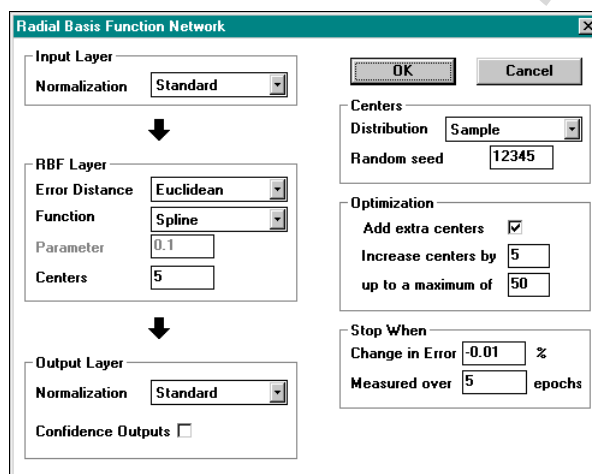 Radial Basis Function Network
Input Layer
Normalization Standard
RBF Layer
Error Distance Euclidean
Function Spline
Parameter 0.1
Centers 5
Output Layer
Normalization Standard
Confidence Outputs
OK Cancel
Centers
Distribution Sample
Random seed 12345
Optimization
Add extra centers
Increase centers by 5
up to a maximum of 50
Stop When
Change in Error -0.01 %
Measured over 5 epochs